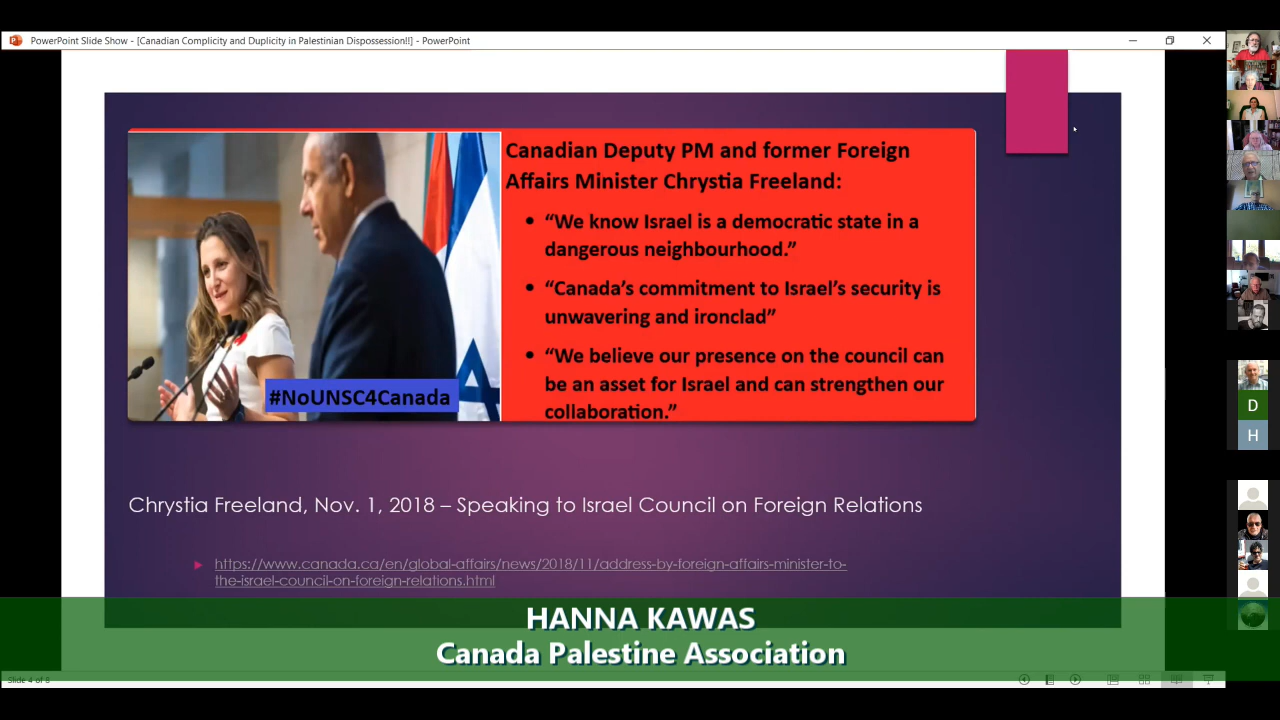 PowerPoint Slide Show - [Canadian Complicity and Duplicity in Palestinian Dispossession!!] - PowerPoint
Canadian Deputy PM and former Foreign
Affairs Minister Chrystia Freeland:
• “We know Israel is a democratic state in a
dangerous neighbourhood.”
• “Canada’s commitment to Israel’s security is
unwavering and ironclad”
• “We believe our presence on the council can
be an asset for Israel and can strengthen our
collaboration.”
#NoUNSC4Canada
Chrystia Freeland, Nov. 1, 2018 – Speaking to Israel Council on Foreign Relations
https://www.canada.ca/en/global-affairs/news/2018/11/address-by-foreign-affairs-minister-to-
the-israel-council-on-foreign-relations.html
HANNA KAWAS
Canada Palestine Association
Slide 4 of 8
D
H